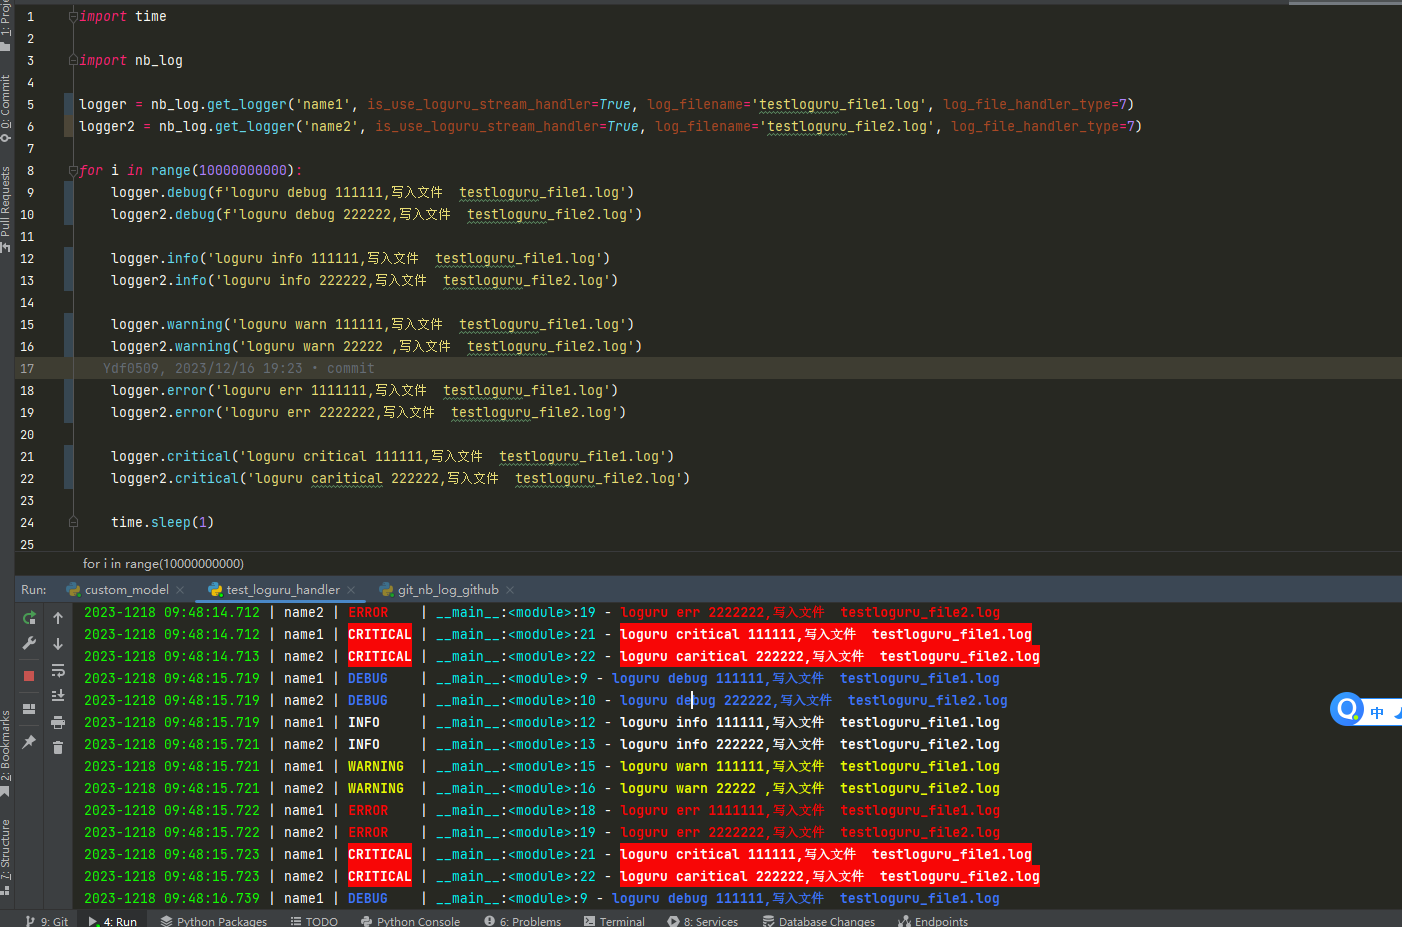 1 import time
2
3 import nb_log
4
5 logger = nb_log.get_logger('name1', is_use_loguru_stream_handler=True, log_filename='testloguru_file1.log', log_file_handler_type=7)
6 logger2 = nb_log.get_logger('name2', is_use_loguru_stream_handler=True, log_filename='testloguru_file2.log', log_file_handler_type=7)
7
8 for i in range(10000000000):
9 logger.debug(f'loguru debug 111111,写入文件  testloguru_file1.log')
10 logger2.debug(f'loguru debug 222222,写入文件  testloguru_file2.log')
11
12 logger.info('loguru info 111111,写入文件  testloguru_file1.log')
13 logger2.info('loguru info 222222,写入文件  testloguru_file2.log')
14
15 logger.warning('loguru warn 111111,写入文件  testloguru_file1.log')
16 logger2.warning('loguru warn 22222 ,写入文件  testloguru_file2.log')
17 Ydf0509, 2023/12/16 19:23 • commit
18 logger.error('loguru err 1111111,写入文件  testloguru_file1.log')
19 logger2.error('loguru err 2222222,写入文件  testloguru_file2.log')
20
21 logger.critical('loguru critical 111111,写入文件  testloguru_file1.log')
22 logger2.critical('loguru caritical 222222,写入文件  testloguru_file2.log')
23
24 time.sleep(1)
25
for i in range(10000000000)
Run: custom_model × test_loguru_handler × git_nb_log_github ×
2023-1218 09:48:14.712 | name2 | ERROR    | __main__:<module>:19 - loguru err 2222222,写入文件  testloguru_file2.log
2023-1218 09:48:14.712 | name1 | CRITICAL | __main__:<module>:21 - loguru critical 111111,写入文件  testloguru_file1.log
2023-1218 09:48:14.713 | name2 | CRITICAL | __main__:<module>:22 - loguru caritical 222222,写入文件  testloguru_file2.log
2023-1218 09:48:15.719 | name1 | DEBUG    | __main__:<module>:9 - loguru debug 111111,写入文件  testloguru_file1.log
2023-1218 09:48:15.719 | name2 | DEBUG    | __main__:<module>:10 - loguru debug 222222,写入文件  testloguru_file2.log
2023-1218 09:48:15.719 | name1 | INFO     | __main__:<module>:12 - loguru info 111111,写入文件  testloguru_file1.log
2023-1218 09:48:15.721 | name2 | INFO     | __main__:<module>:13 - loguru info 222222,写入文件  testloguru_file2.log
2023-1218 09:48:15.721 | name1 | WARNING  | __main__:<module>:15 - loguru warn 111111,写入文件  testloguru_file1.log
2023-1218 09:48:15.721 | name2 | WARNING  | __main__:<module>:16 - loguru warn 22222 ,写入文件  testloguru_file2.log
2023-1218 09:48:15.722 | name1 | ERROR    | __main__:<module>:18 - loguru err 1111111,写入文件  testloguru_file1.log
2023-1218 09:48:15.722 | name2 | ERROR    | __main__:<module>:19 - loguru err 2222222,写入文件  testloguru_file2.log
2023-1218 09:48:15.723 | name1 | CRITICAL | __main__:<module>:21 - loguru critical 111111,写入文件  testloguru_file1.log
2023-1218 09:48:15.723 | name2 | CRITICAL | __main__:<module>:22 - loguru caritical 222222,写入文件  testloguru_file2.log
2023-1218 09:48:16.739 | name1 | DEBUG    | __main__:<module>:9 - loguru debug 111111,写入文件  testloguru_file1.log
0: Commit
Pull Requests
2: Bookmarks
7: Structure
中
9: Git 4: Run Python Packages TODO Python Console 6: Problems Terminal 8: Services Database Changes Endpoints